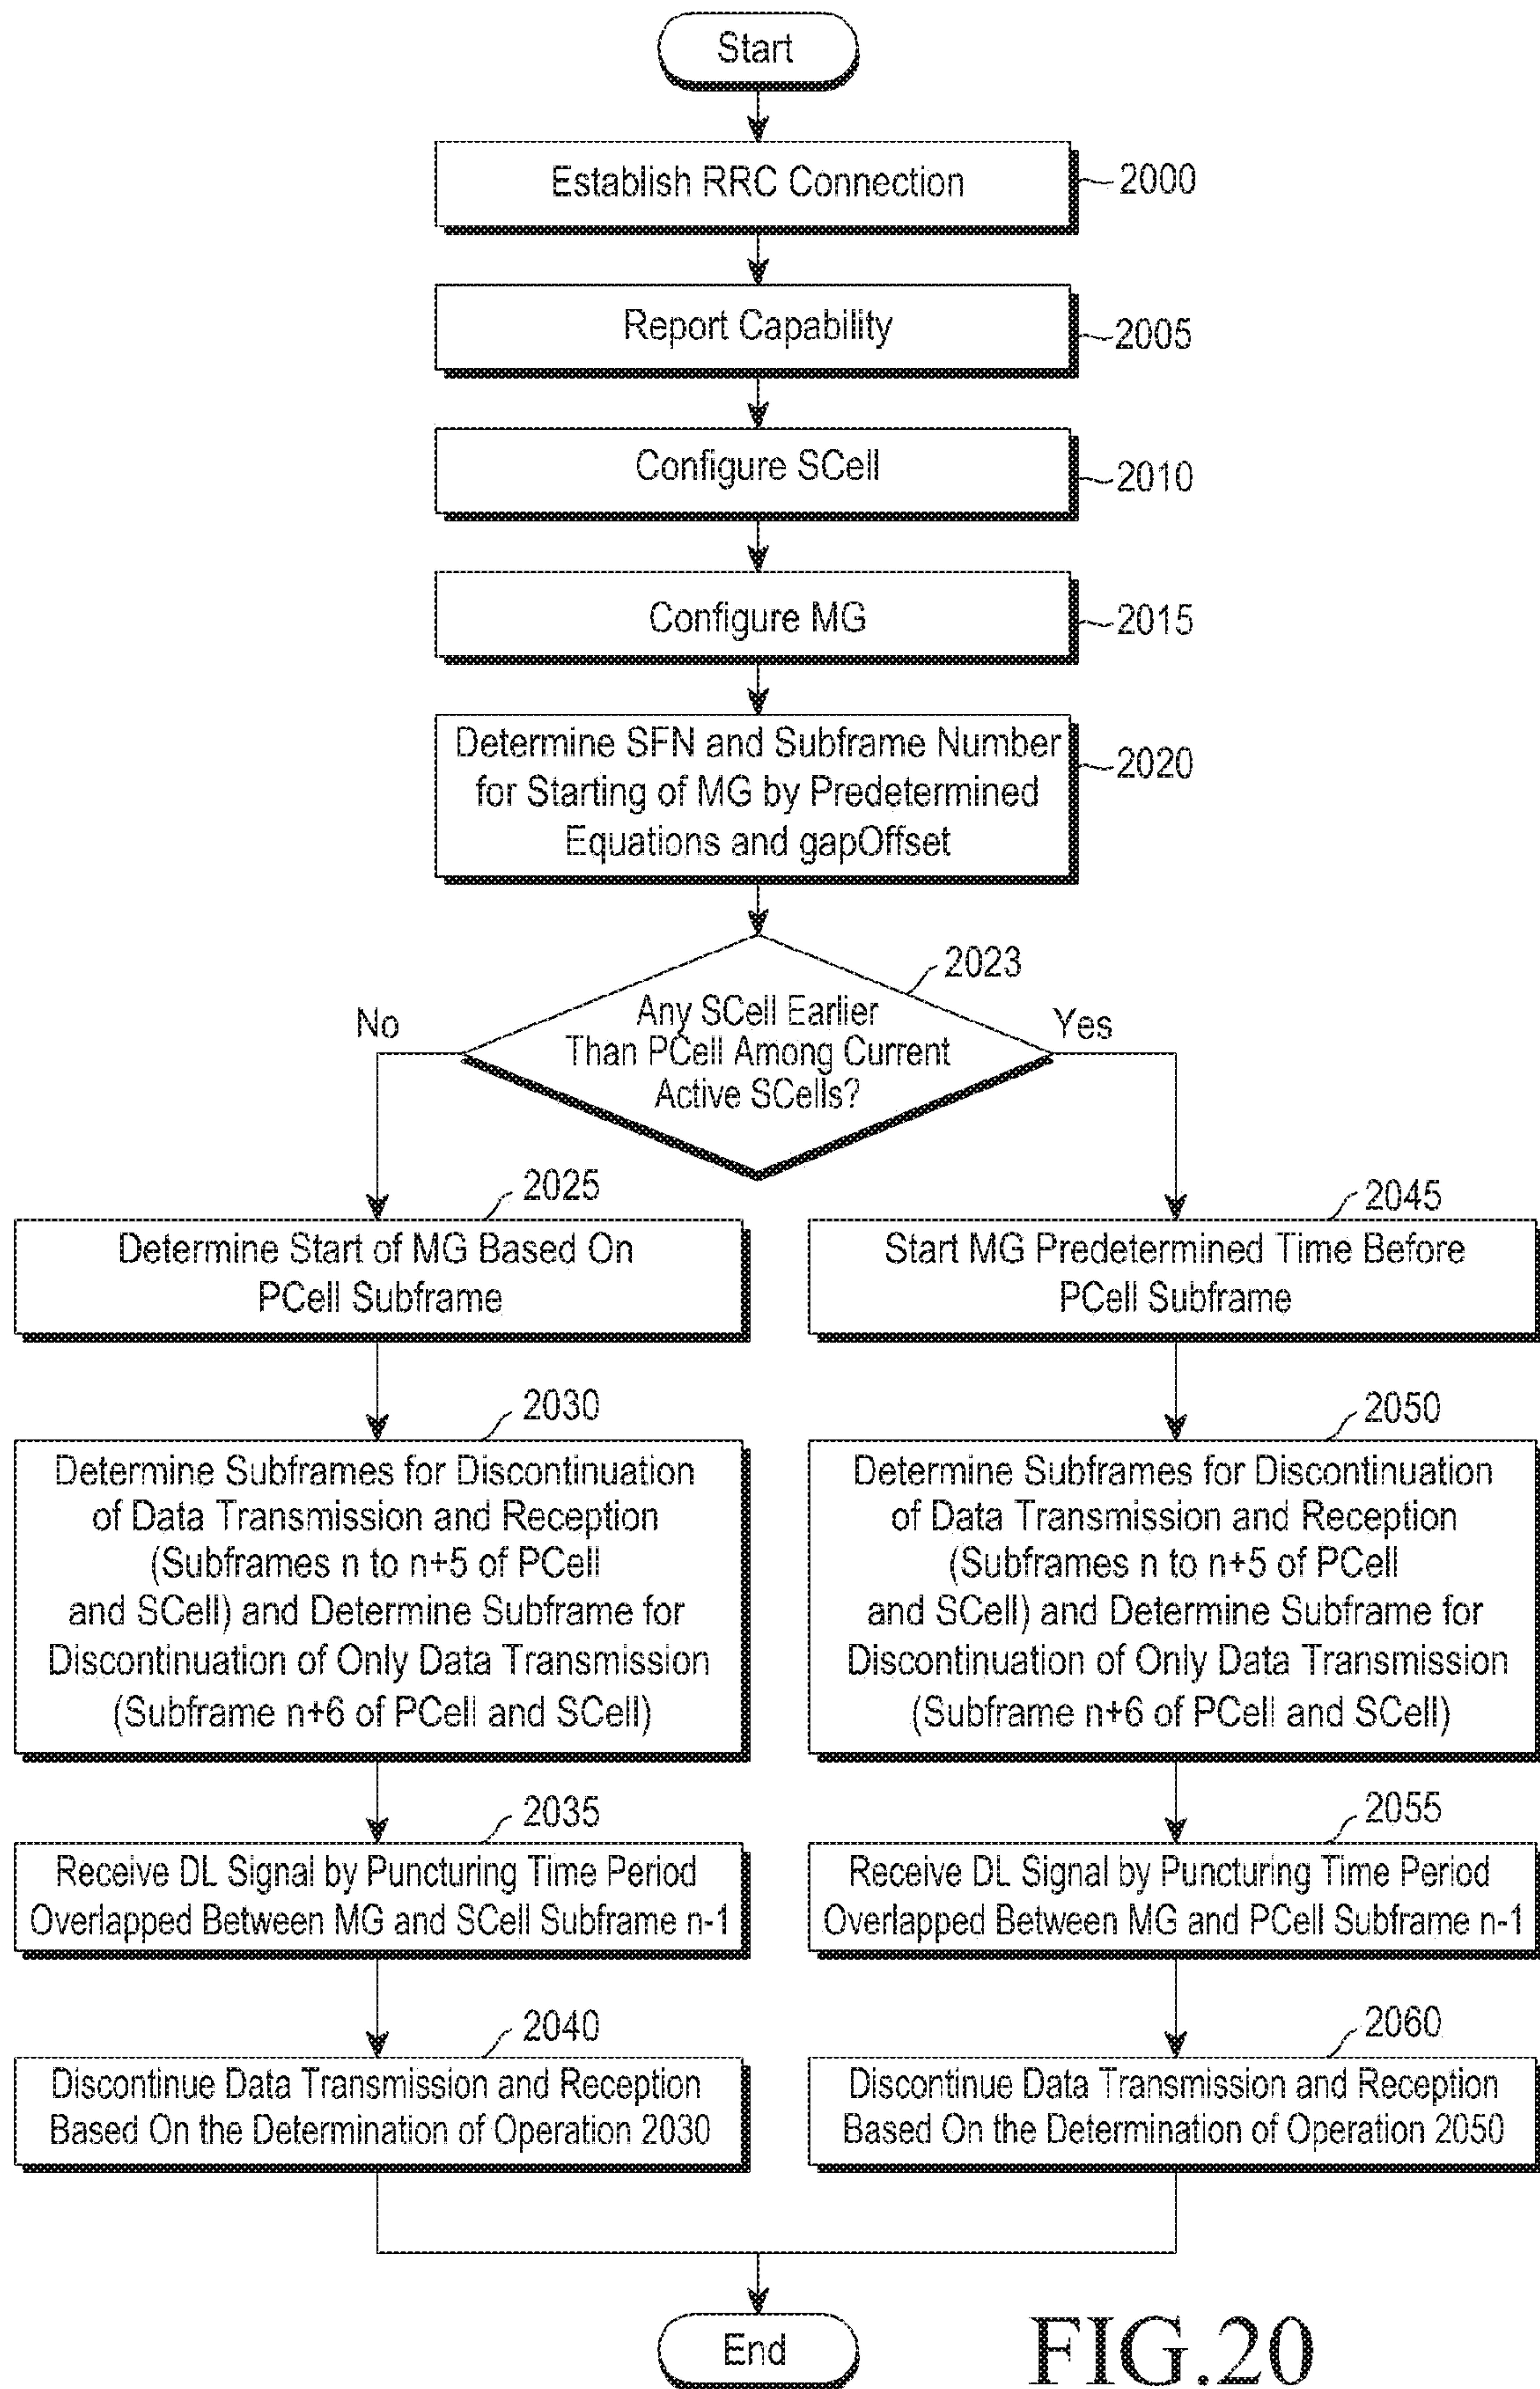 Start
Establish RRC Connection
2000
Report Capability
2005
Configure SCell
2010
Configure MG
2015
Determine SFN and Subframe Number
for Starting of MG by Predetermined
Equations and gapOffset
2020
2023
Any SCell Earlier
Than PCell Among Current
Active SCells?
No
Yes
2025
Determine Start of MG Based On
PCell Subframe
2045
Start MG Predetermined Time Before
PCell Subframe
2030
Determine Subframes for Discontinuation
of Data Transmission and Reception
(Subframes n to n+5 of PCell
and SCell) and Determine Subframe for
Discontinuation of Only Data Transmission
(Subframe n+6 of PCell and SCell)
2050
Determine Subframes for Discontinuation
of Data Transmission and Reception
(Subframes n to n+5 of PCell
and SCell) and Determine Subframe for
Discontinuation of Only Data Transmission
(Subframe n+6 of PCell and SCell)
2035
Receive DL Signal by Puncturing Time Period
Overlapped Between MG and SCell Subframe n-1
2055
Receive DL Signal by Puncturing Time Period
Overlapped Between MG and PCell Subframe n-1
2040
Discontinue Data Transmission and Reception
Based On the Determination of Operation 2030
2060
Discontinue Data Transmission and Reception
Based On the Determination of Operation 2050
End
FIG.20